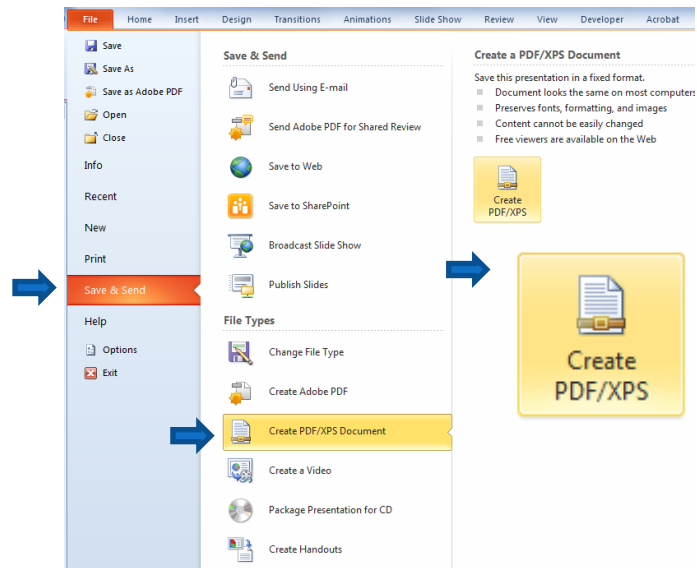 File Home Insert Design Transitions Animations Slide Show Review View Developer Acrobat
Save
Save As
Save as Adobe PDF
Open
Close
Info
Recent
New
Print
Save & Send
Help
Options
Exit
Save & Send
Send Using E-mail
Send Adobe PDF for Shared Review
Save to Web
Save to SharePoint
Broadcast Slide Show
Publish Slides
File Types
Change File Type
Create Adobe PDF
Create PDF/XPS Document
Create a Video
Package Presentation for CD
Create Handouts
Create a PDF/XPS Document
Save this presentation in a fixed format.
Document looks the same on most computers
Preserves fonts, formatting, and images
Content cannot be easily changed
Free viewers are available on the Web
Create
PDF/XPS
Create
PDF/XPS